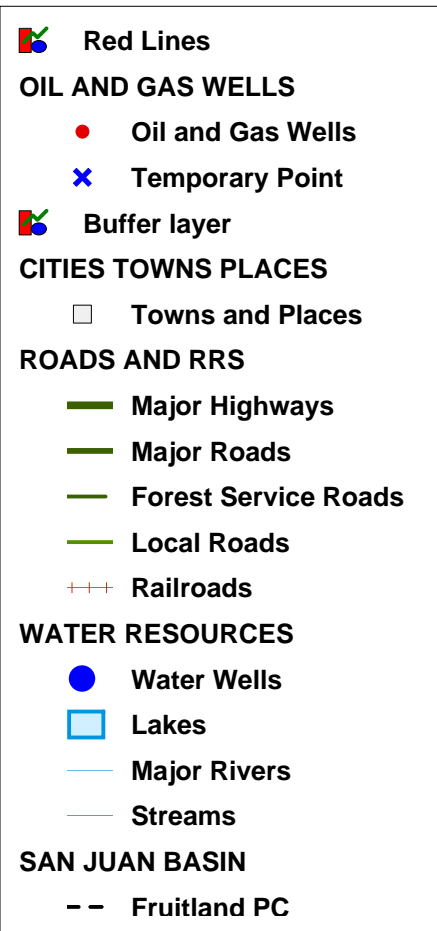 Red Lines
OIL AND GAS WELLS
Oil and Gas Wells
Temporary Point
Buffer layer
CITIES TOWNS PLACES
Towns and Places
ROADS AND RRS
Major Highways
Major Roads
Forest Service Roads
Local Roads
Railroads
WATER RESOURCES
Water Wells
Lakes
Major Rivers
Streams
SAN JUAN BASIN
Fruitland PC